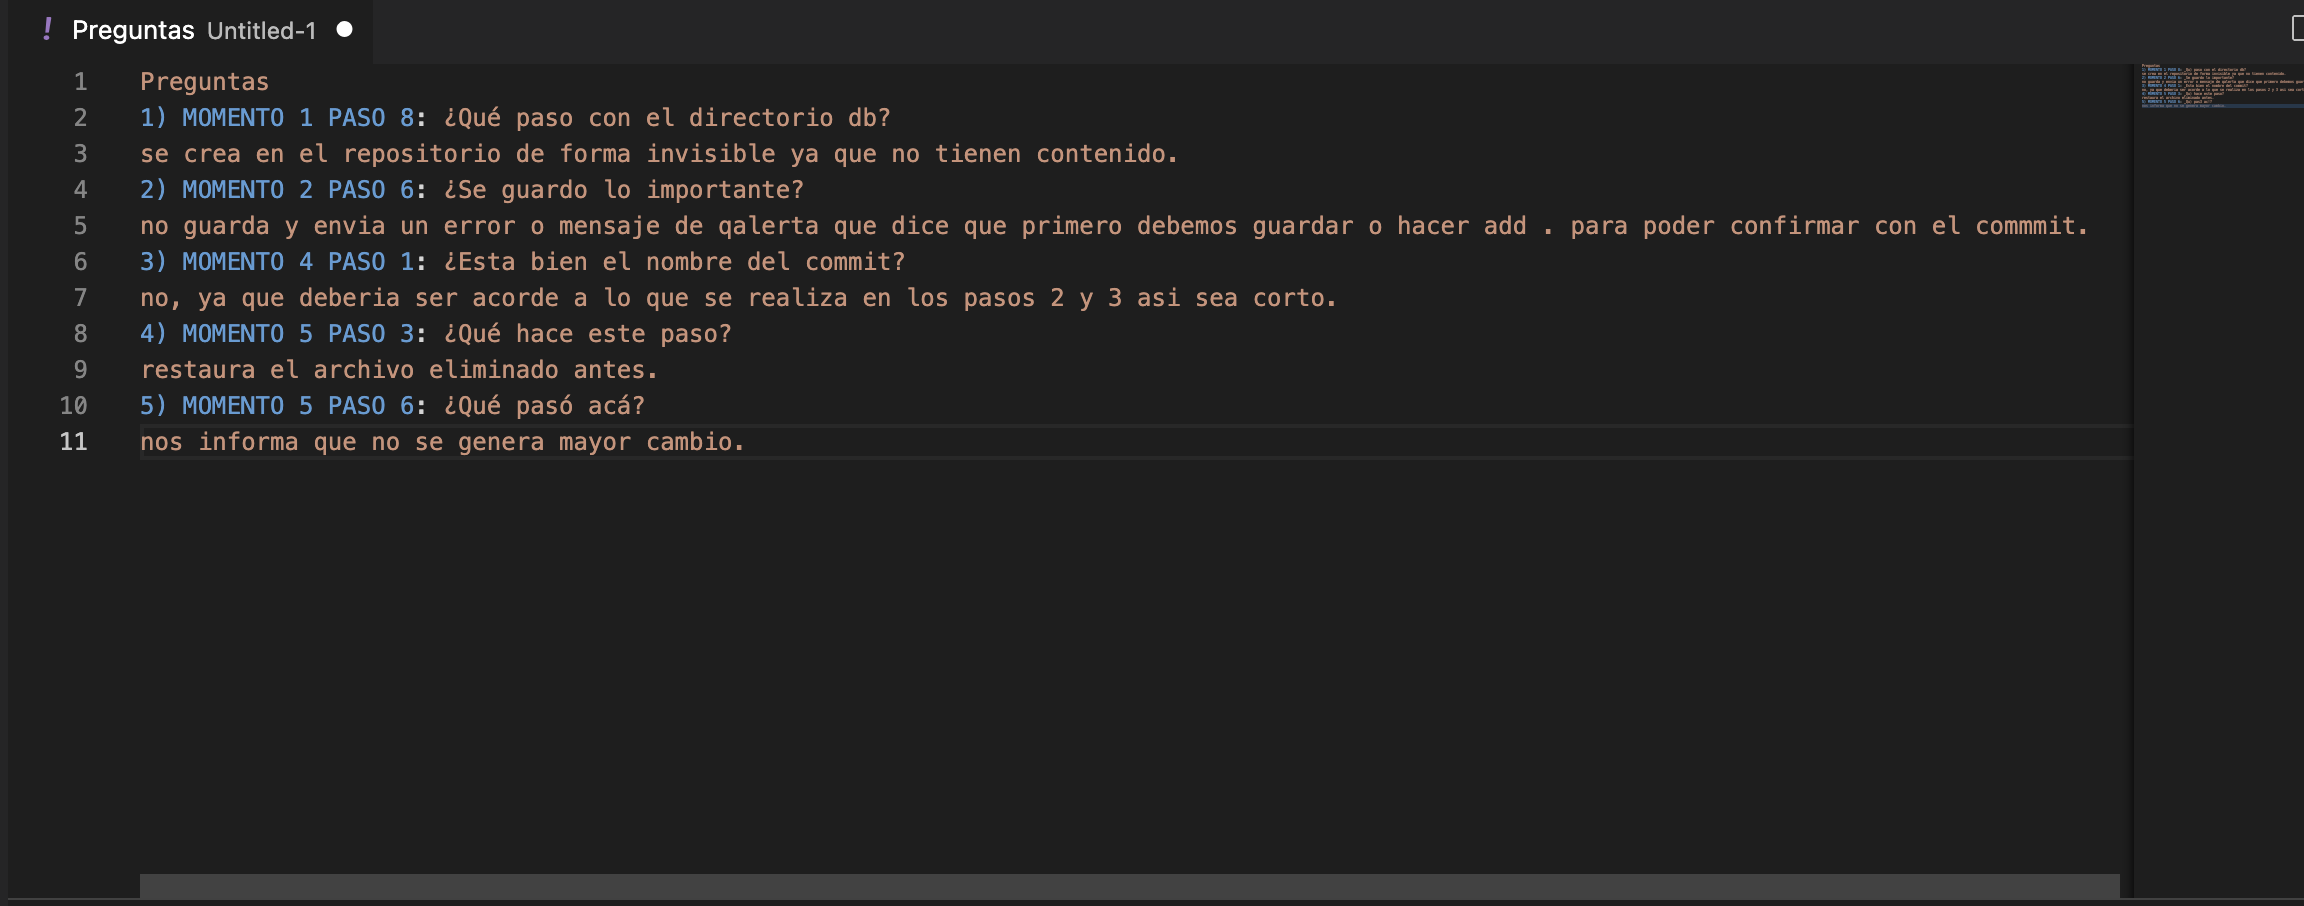 Preguntas Untitled-1
1 Preguntas
2 1) MOMENTO 1 PASO 8: ¿Qué paso con el directorio db?
3 se crea en el repositorio de forma invisible ya que no tienen contenido.
4 2) MOMENTO 2 PASO 6: ¿Se guardo lo importante?
5 no guarda y envia un error o mensaje de qalerta que dice que primero debemos guardar o hacer add . para poder confirmar con el commmit.
6 3) MOMENTO 4 PASO 1: ¿Esta bien el nombre del commit?
7 no, ya que deberia ser acorde a lo que se realiza en los pasos 2 y 3 asi sea corto.
8 4) MOMENTO 5 PASO 3: ¿Qué hace este paso?
9 restaura el archivo eliminado antes.
10 5) MOMENTO 5 PASO 6: ¿Qué pasó acá?
11 nos informa que no se genera mayor cambio.